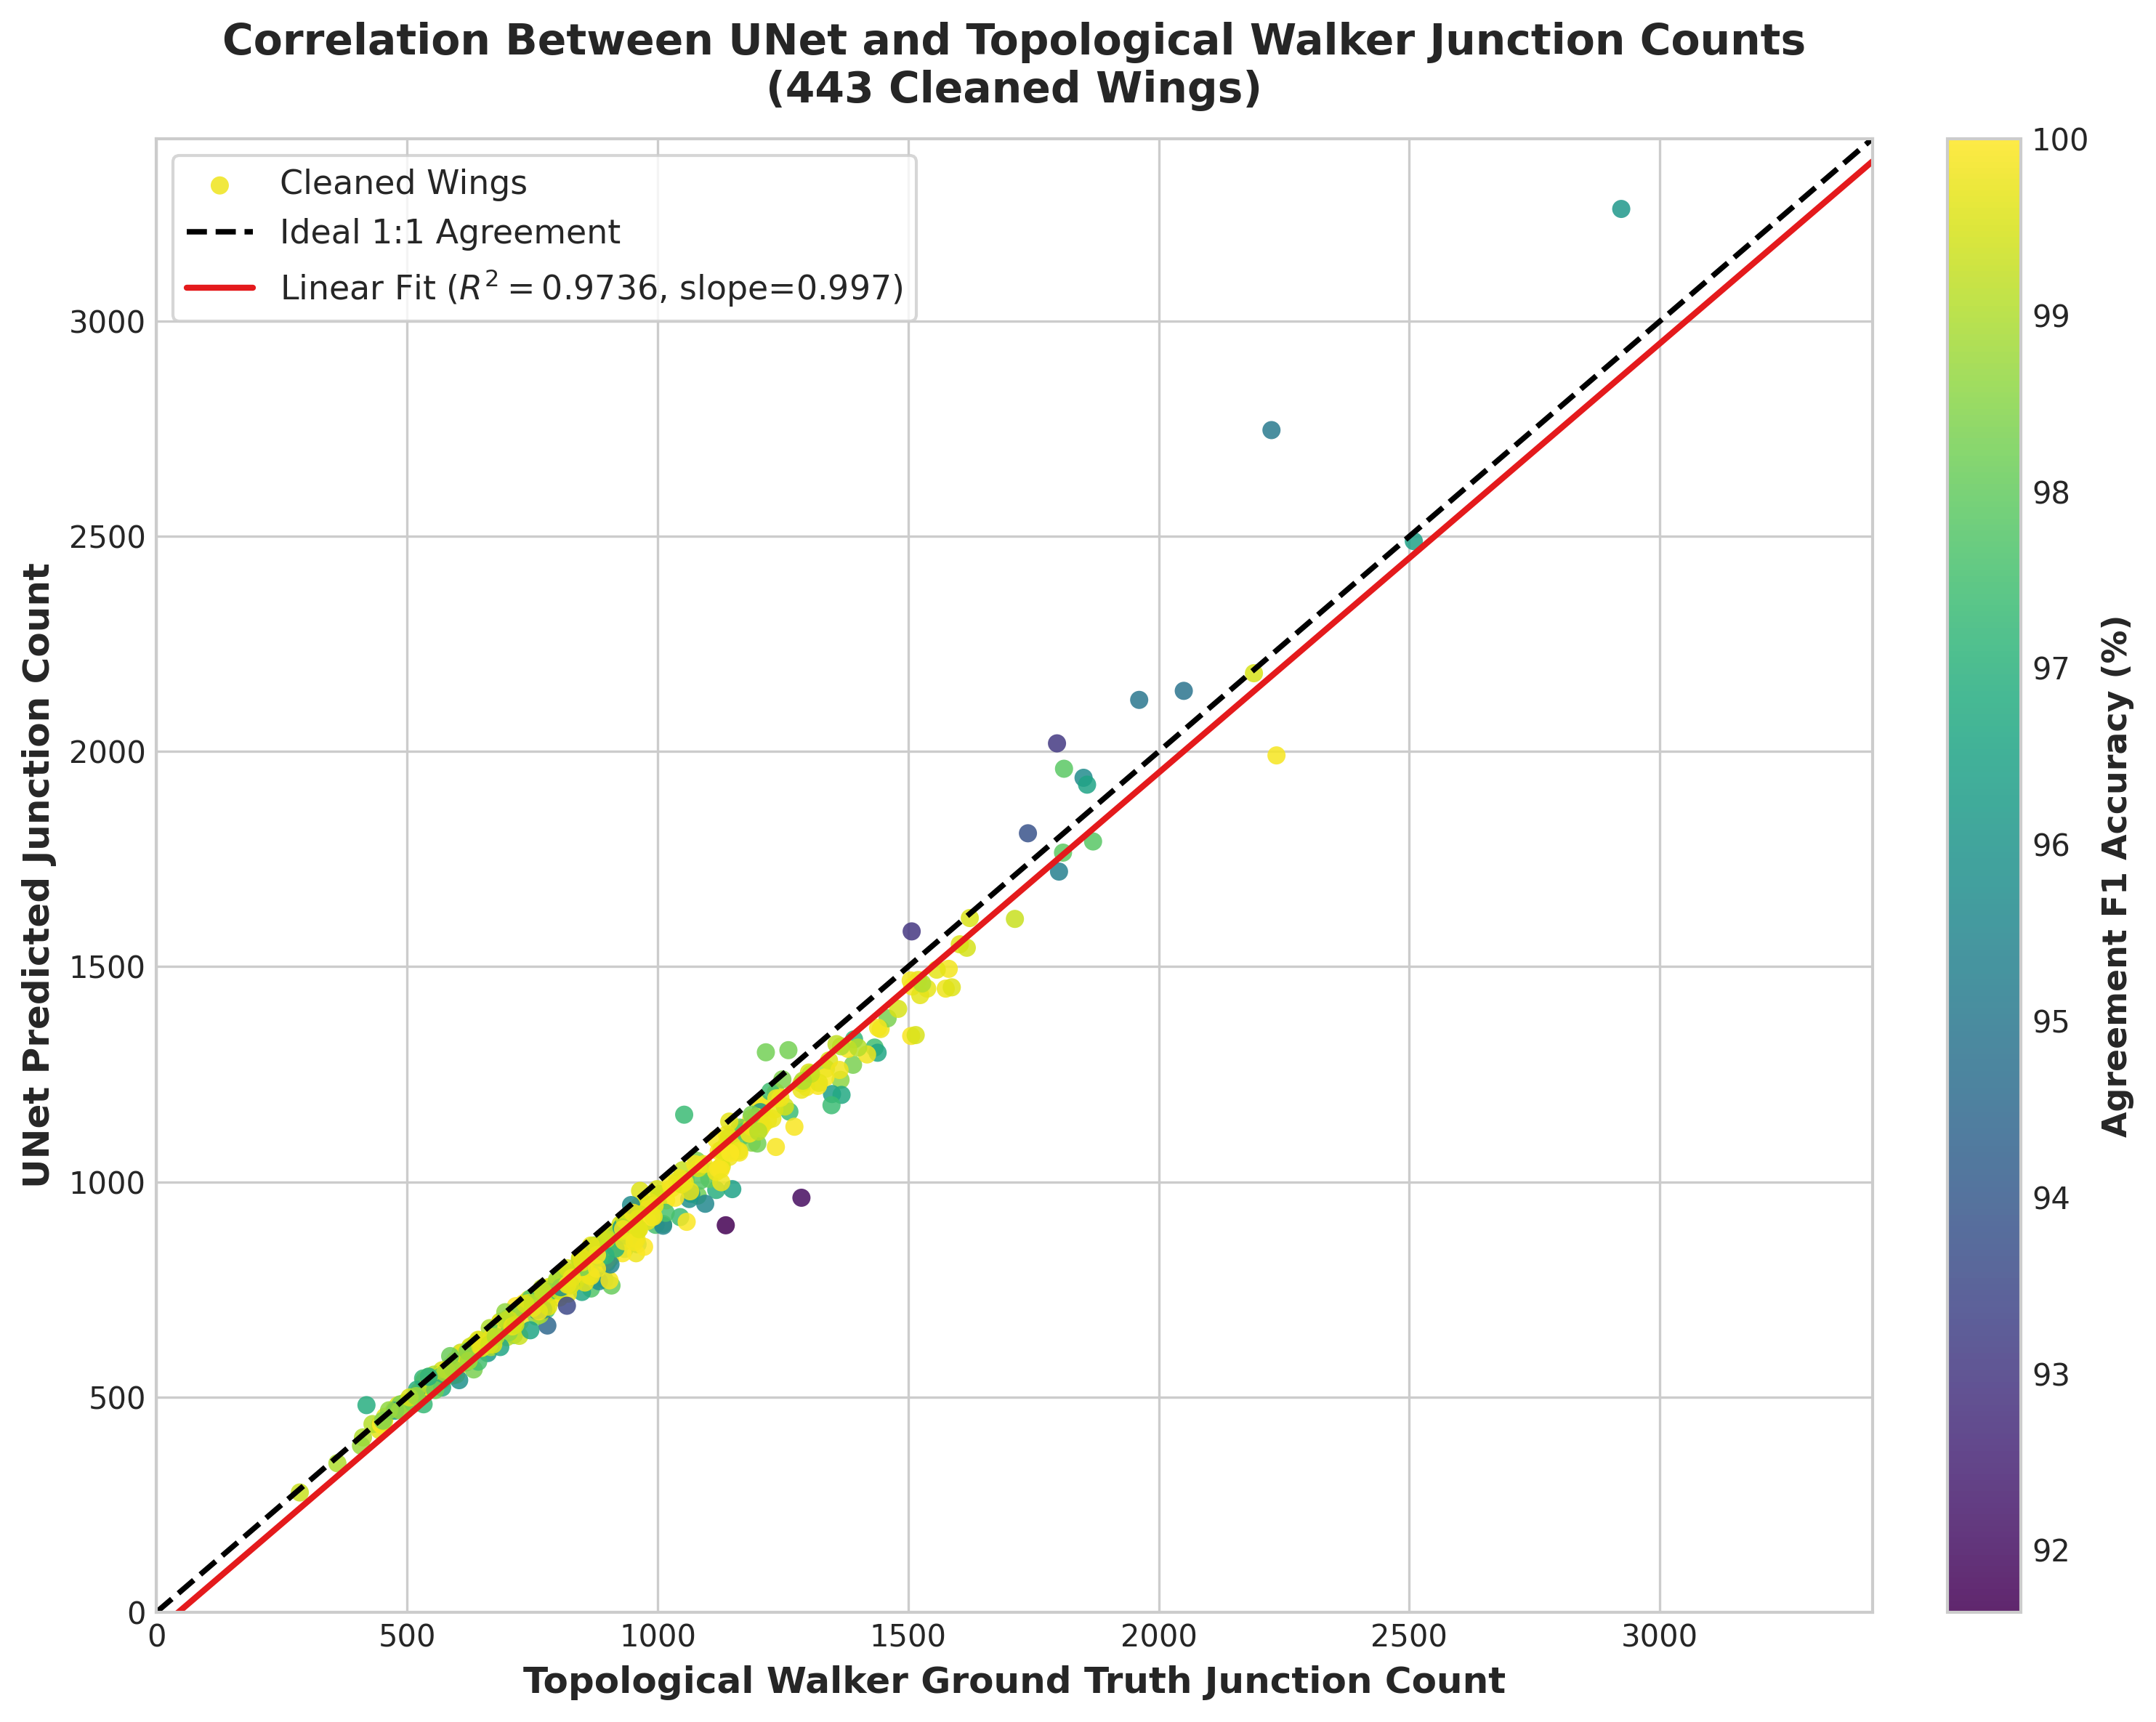 Correlation Between UNet and Topological Walker Junction Counts
(443 Cleaned Wings)
Cleaned Wings
Ideal 1:1 Agreement
Linear Fit (R² = 0.9736, slope=0.997)
UNet Predicted Junction Count
3000
2500
2000
1500
1000
500
0
0 500 1000 1500 2000 2500 3000
Topological Walker Ground Truth Junction Count
100
99
98
97
96
95
94
93
92
Agreement F1 Accuracy (%)